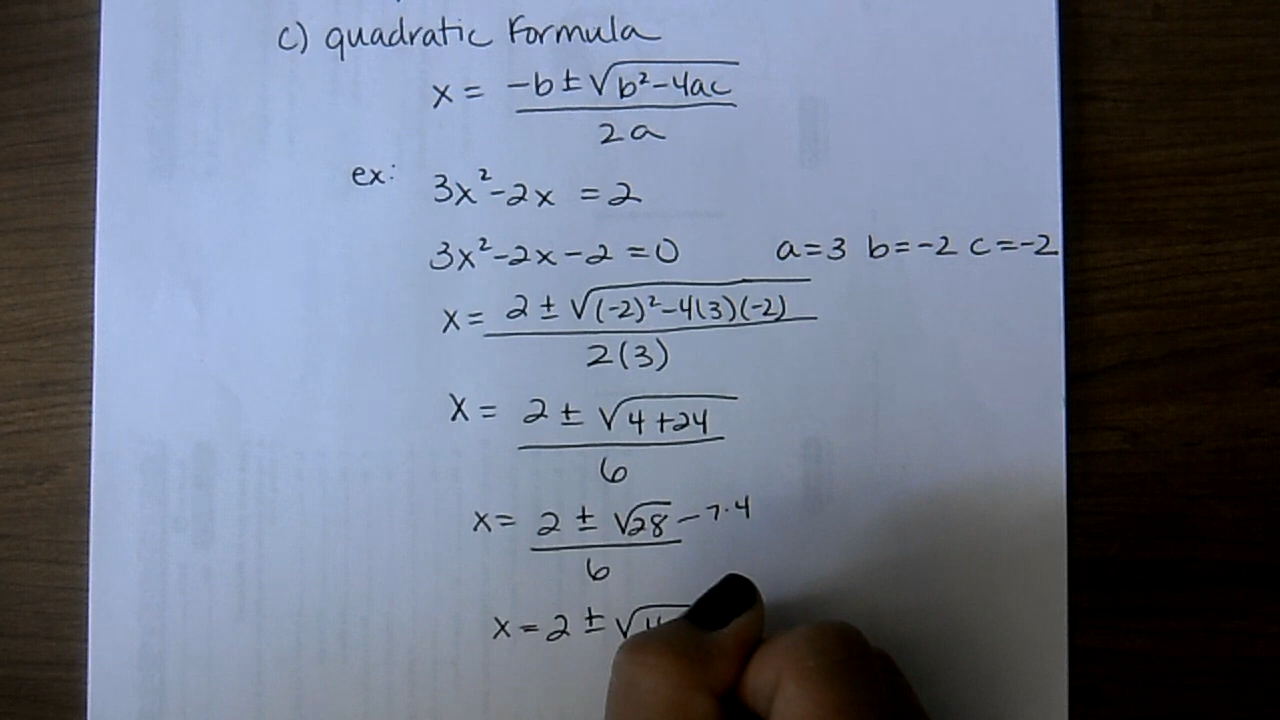 c) quadratic Formula
x = -b ± √b²-4ac
2a
ex: 3x²-2x = 2
3x²-2x-2 = 0 a=3 b=-2 c=-2
x = 2 ± √(-2)²-4(3)(-2)
2(3)
x = 2 ± √4+24
6
x = 2 ± √28 - 7·4
6
x = 2 ± √4